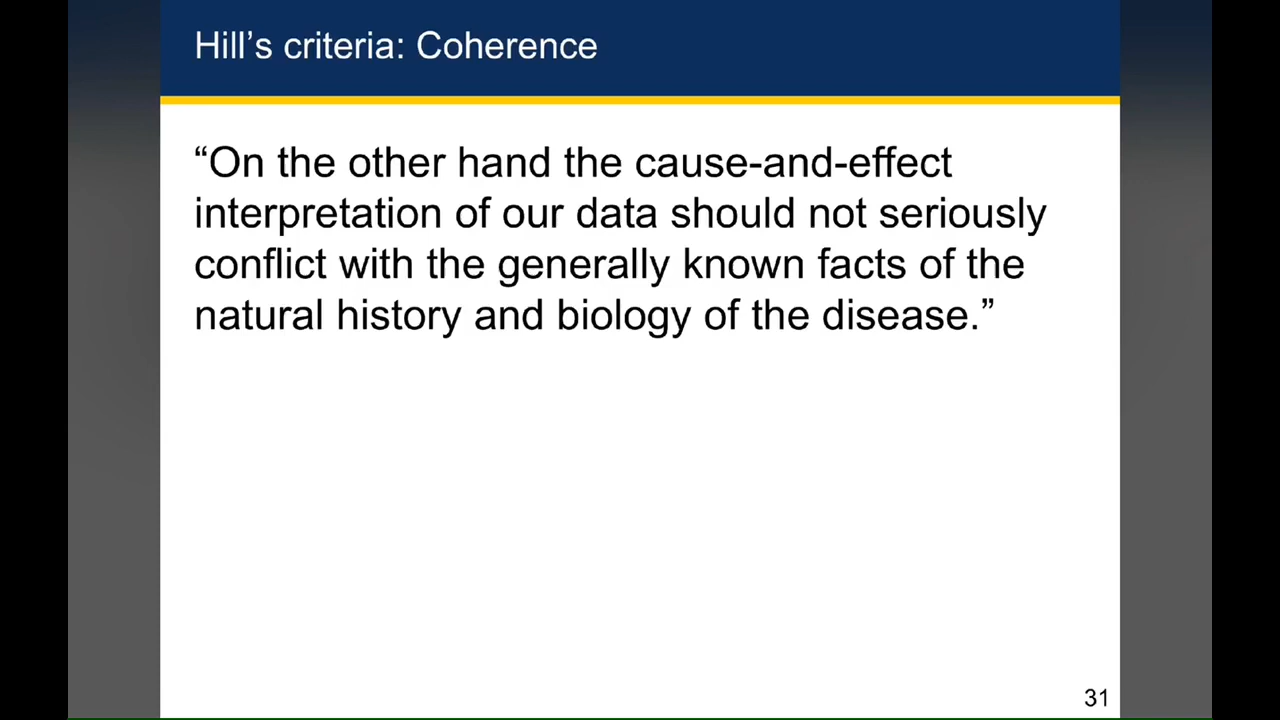 Hill’s criteria: Coherence
“On the other hand the cause-and-effect
interpretation of our data should not seriously
conflict with the generally known facts of the
natural history and biology of the disease.”
31